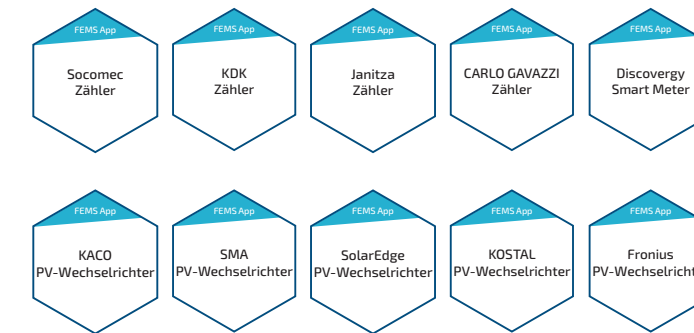 FEMS App
FEMS App
FEMS App
FEMS App
FEMS App
Socomec
Zähler
KDK
Zähler
Janitza
Zähler
CARLO GAVAZZI
Zähler
Discovergy
Smart Meter
FEMS App
FEMS App
FEMS App
FEMS App
FEMS App
KACO
PV-Wechselrichter
SMA
PV-Wechselrichter
SolarEdge
PV-Wechselrichter
KOSTAL
PV-Wechselrichter
Fronius
PV-Wechselricht